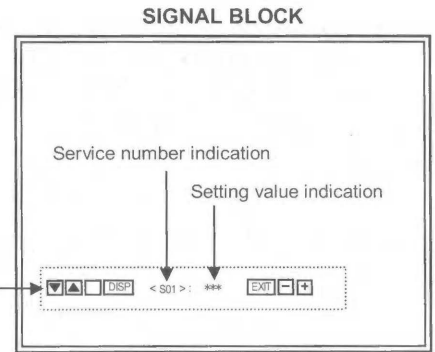 SIGNAL BLOCK
Service number indication
Setting value indication
▼ ▲ DISP < S01 > : *** EXIT − +